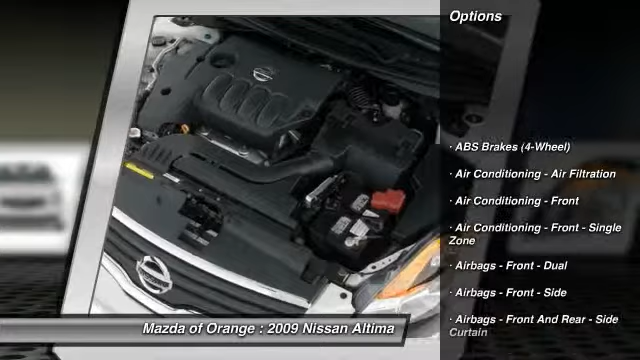 Options
· ABS Brakes (4-Wheel)
· Air Conditioning - Air Filtration
· Air Conditioning - Front
· Air Conditioning - Front - Single
Zone
· Airbags - Front - Dual
· Airbags - Front - Side
· Airbags - Front And Rear - Side
Curtain
Mazda of Orange : 2009 Nissan Altima